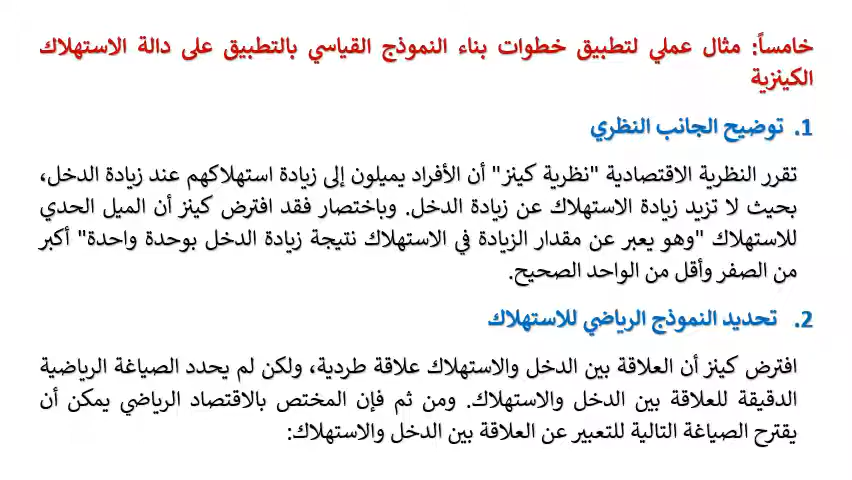 خامساً: مثال عملي لتطبيق خطوات بناء النموذج القياسي بالتطبيق على دالة الاستهلاك
الكينزية
1. توضيح الجانب النظري
تقرر النظرية الاقتصادية "نظرية كينز" أن الأفراد يميلون إلى زيادة استهلاكهم عند زيادة الدخل،
بحيث لا تزيد زيادة الاستهلاك عن زيادة الدخل. وباختصار فقد افترض كينز أن الميل الحدي
للاستهلاك "وهو يعبر عن مقدار الزيادة في الاستهلاك نتيجة زيادة الدخل بوحدة واحدة" أكبر
من الصفر وأقل من الواحد الصحيح.
2. تحديد النموذج الرياضي للاستهلاك
افترض كينز أن العلاقة بين الدخل والاستهلاك علاقة طردية، ولكن لم يحدد الصياغة الرياضية
الدقيقة للعلاقة بين الدخل والاستهلاك. ومن ثم فإن المختص بالاقتصاد الرياضي يمكن أن
يقترح الصياغة التالية للتعبير عن العلاقة بين الدخل والاستهلاك: